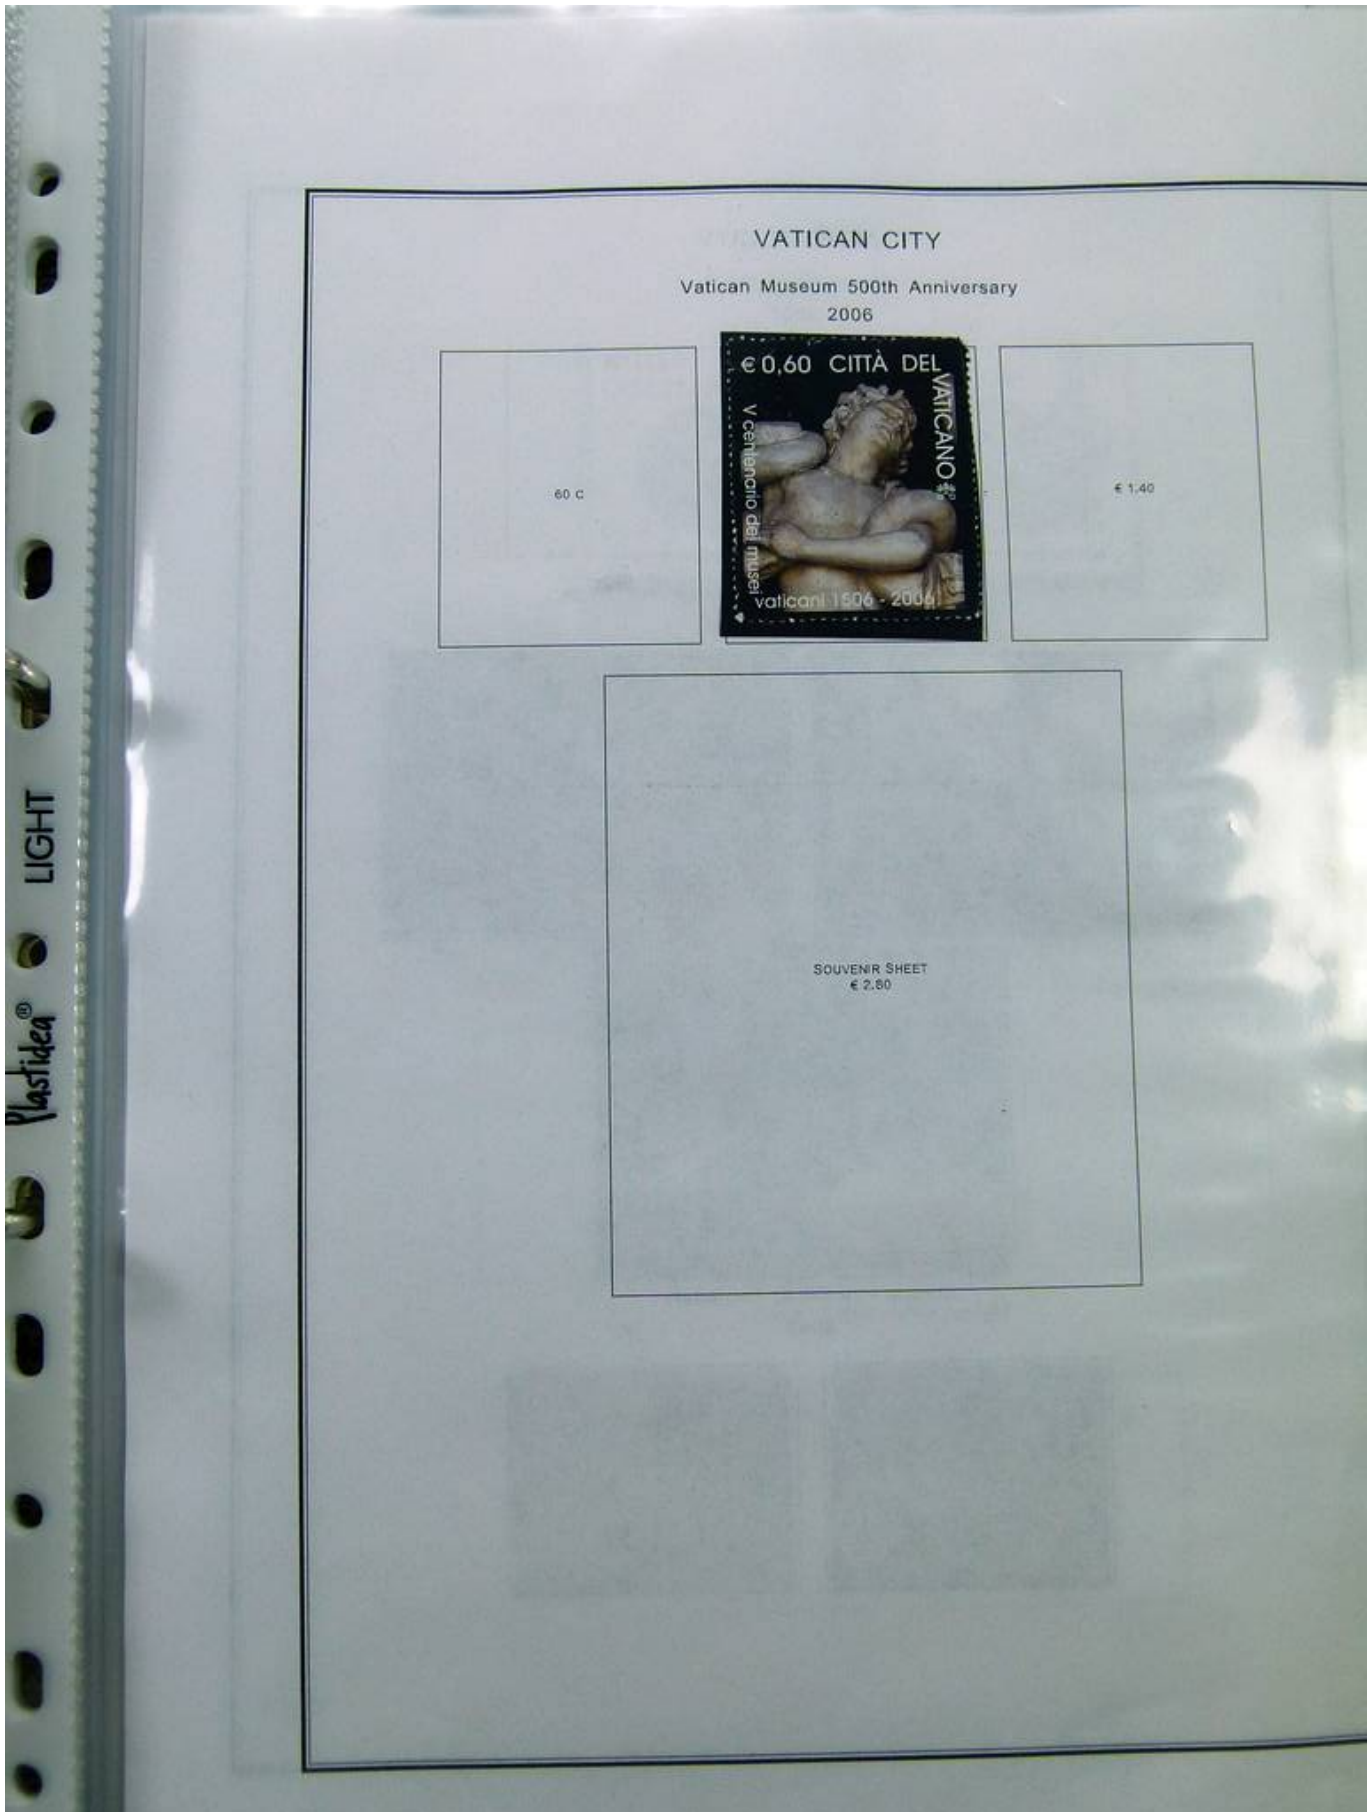 VATICAN CITY
Vatican Museum 500th Anniversary
2006
60 C
€ 0,60 CITTÀ DEL
VATICANO
V centenario dei musei
vaticani 1506 - 2006
€ 1.40
SOUVENIR SHEET
€ 2.80
LIGHT
Plastidea®